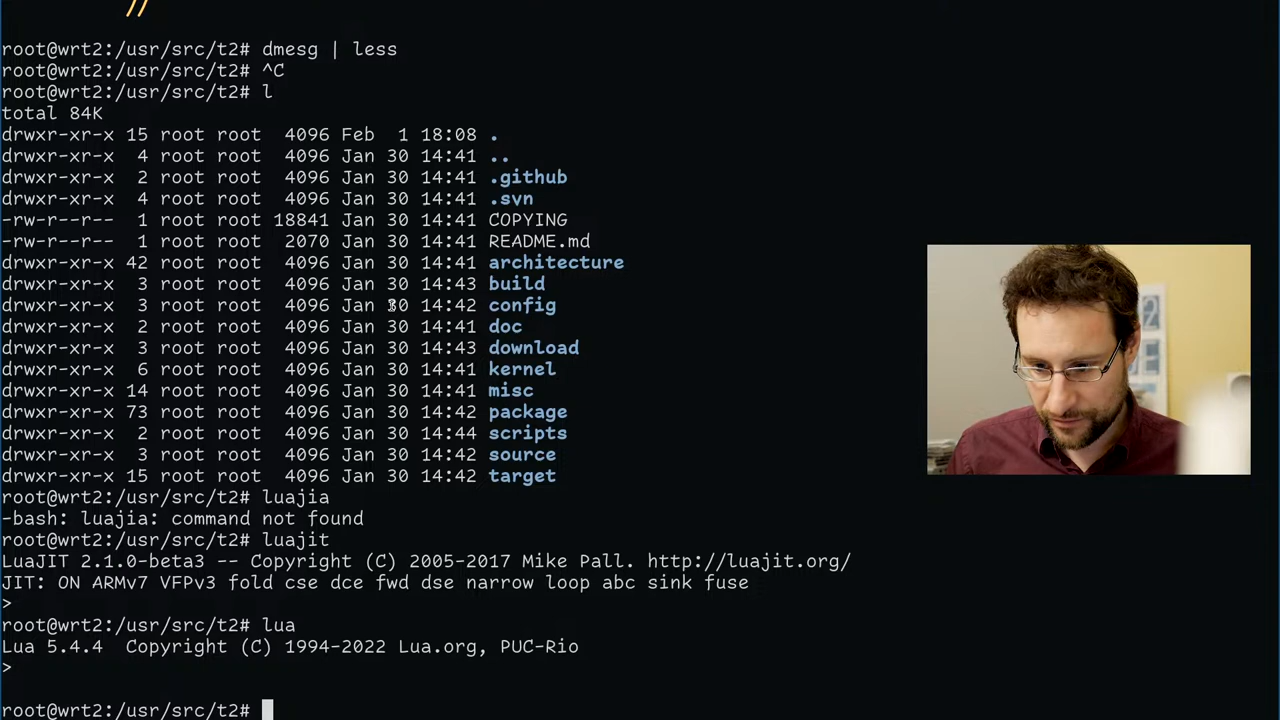 //
root@wrt2:/usr/src/t2# dmesg | less
root@wrt2:/usr/src/t2# ^C
root@wrt2:/usr/src/t2# l
total 84K
drwxr-xr-x 15 root root  4096 Feb  1 18:08 .
drwxr-xr-x  4 root root  4096 Jan 30 14:41 ..
drwxr-xr-x  2 root root  4096 Jan 30 14:41 .github
drwxr-xr-x  4 root root  4096 Jan 30 14:41 .svn
-rw-r--r--  1 root root 18841 Jan 30 14:41 COPYING
-rw-r--r--  1 root root  2070 Jan 30 14:41 README.md
drwxr-xr-x 42 root root  4096 Jan 30 14:41 architecture
drwxr-xr-x  3 root root  4096 Jan 30 14:43 build
drwxr-xr-x  3 root root  4096 Jan 30 14:42 config
drwxr-xr-x  2 root root  4096 Jan 30 14:41 doc
drwxr-xr-x  3 root root  4096 Jan 30 14:43 download
drwxr-xr-x  6 root root  4096 Jan 30 14:41 kernel
drwxr-xr-x 14 root root  4096 Jan 30 14:41 misc
drwxr-xr-x 73 root root  4096 Jan 30 14:42 package
drwxr-xr-x  2 root root  4096 Jan 30 14:44 scripts
drwxr-xr-x  3 root root  4096 Jan 30 14:42 source
drwxr-xr-x 15 root root  4096 Jan 30 14:42 target
root@wrt2:/usr/src/t2# luajia
-bash: luajia: command not found
root@wrt2:/usr/src/t2# luajit
LuaJIT 2.1.0-beta3 -- Copyright (C) 2005-2017 Mike Pall. http://luajit.org/
JIT: ON ARMv7 VFPv3 fold cse dce fwd dse narrow loop abc sink fuse
>
root@wrt2:/usr/src/t2# lua
Lua 5.4.4  Copyright (C) 1994-2022 Lua.org, PUC-Rio
>
root@wrt2:/usr/src/t2#